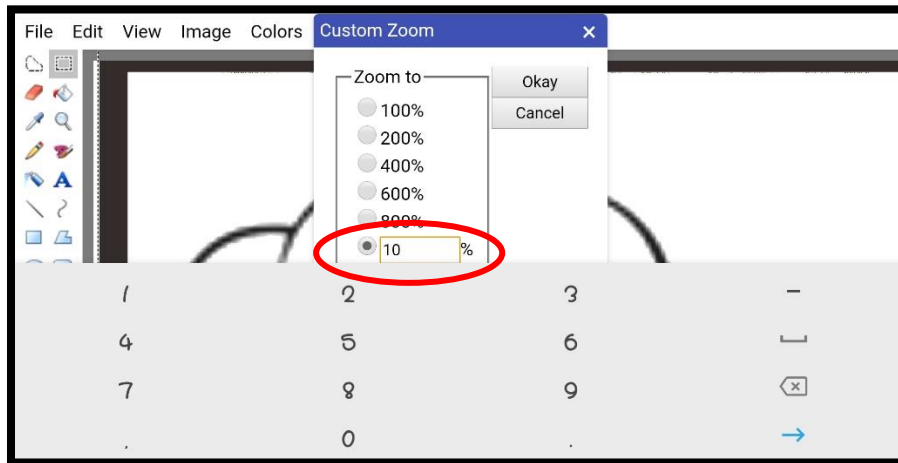 File Edit View Image Colors Custom Zoom ×
Zoom to
Okay
Cancel
100%
200%
400%
600%
800%
10 %
A
1 2 3 -
4 5 6
7 8 9
. 0 .